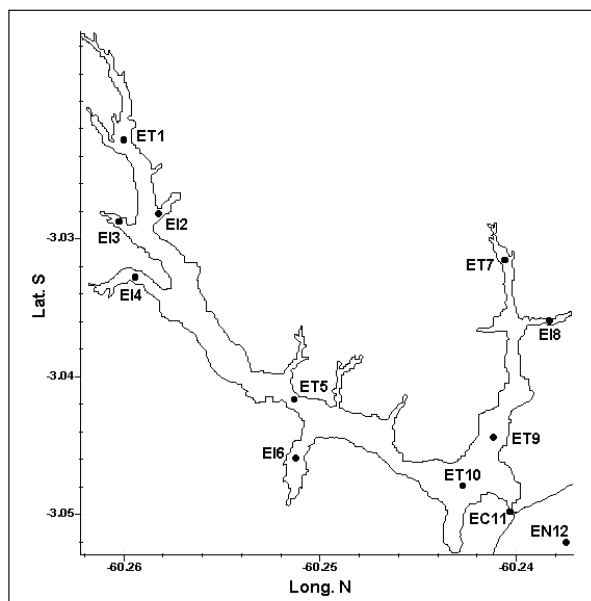 ET1
EI2
EI3
-3.03
ET7
EI4
EI8
Lat. S
-3.04
ET5
ET9
EI6
ET10
-3.05
EC11
EN12
-60.26
-60.25
-60.24
Long. N